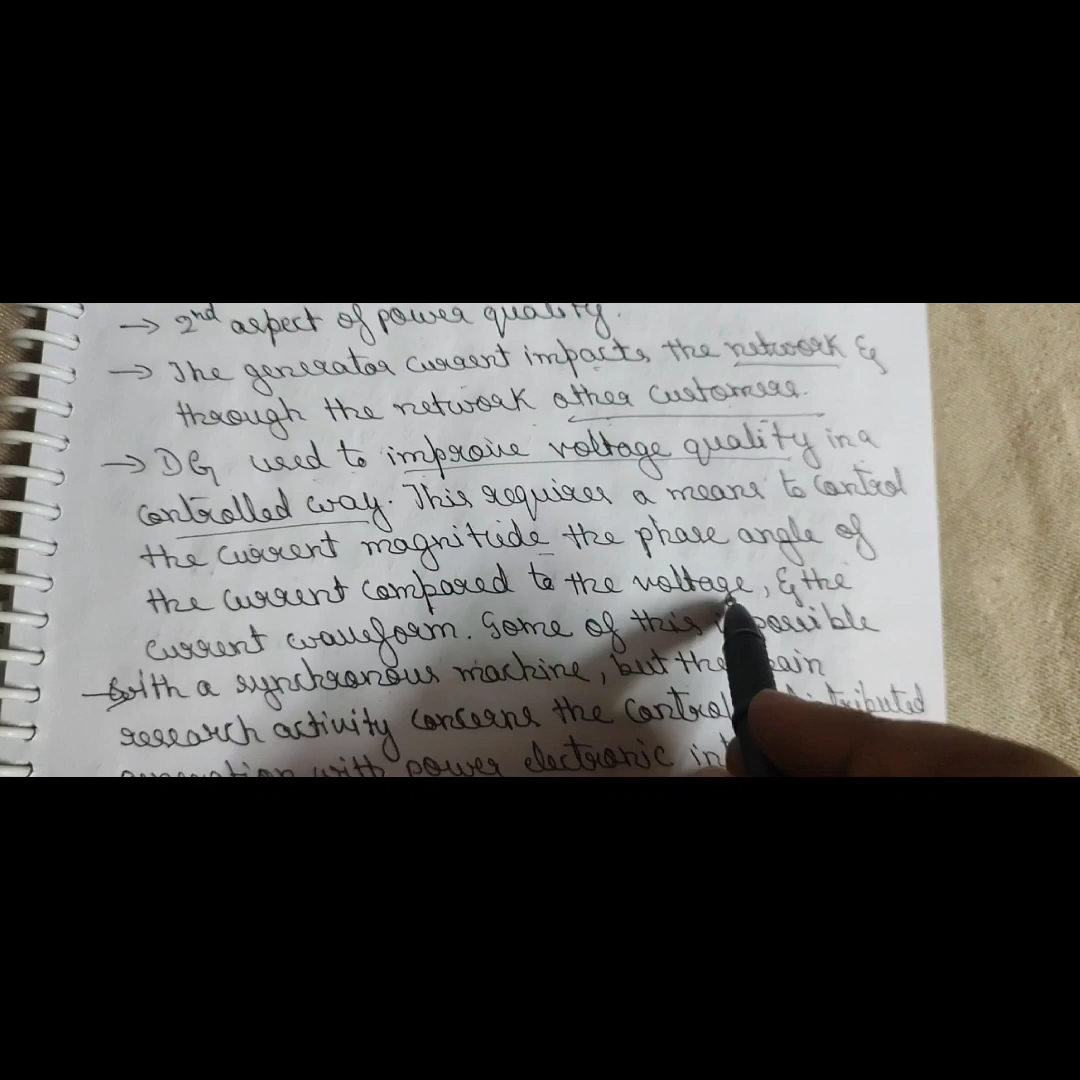 → 2nd aspect of power quality.
→ The generator current impacts the network &
through the network other customers.
→ DG used to improve voltage quality in a
controlled way. This requires a means to control
the current magnitude the phase angle of
the current compared to the voltage, & the
current waveform. Some of this possible
with a synchronous machine, but the
research activity concerns the control
with power electronic